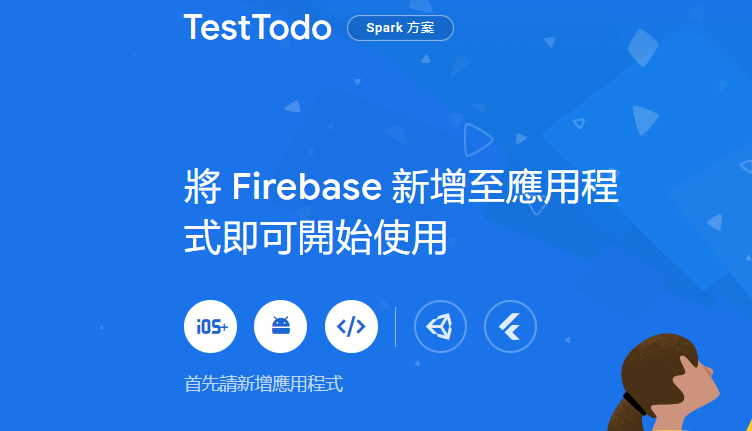 TestTodo
Spark 方案
將 Firebase 新增至應用程
式即可開始使用
iOS+
</>
首先請新增應用程式